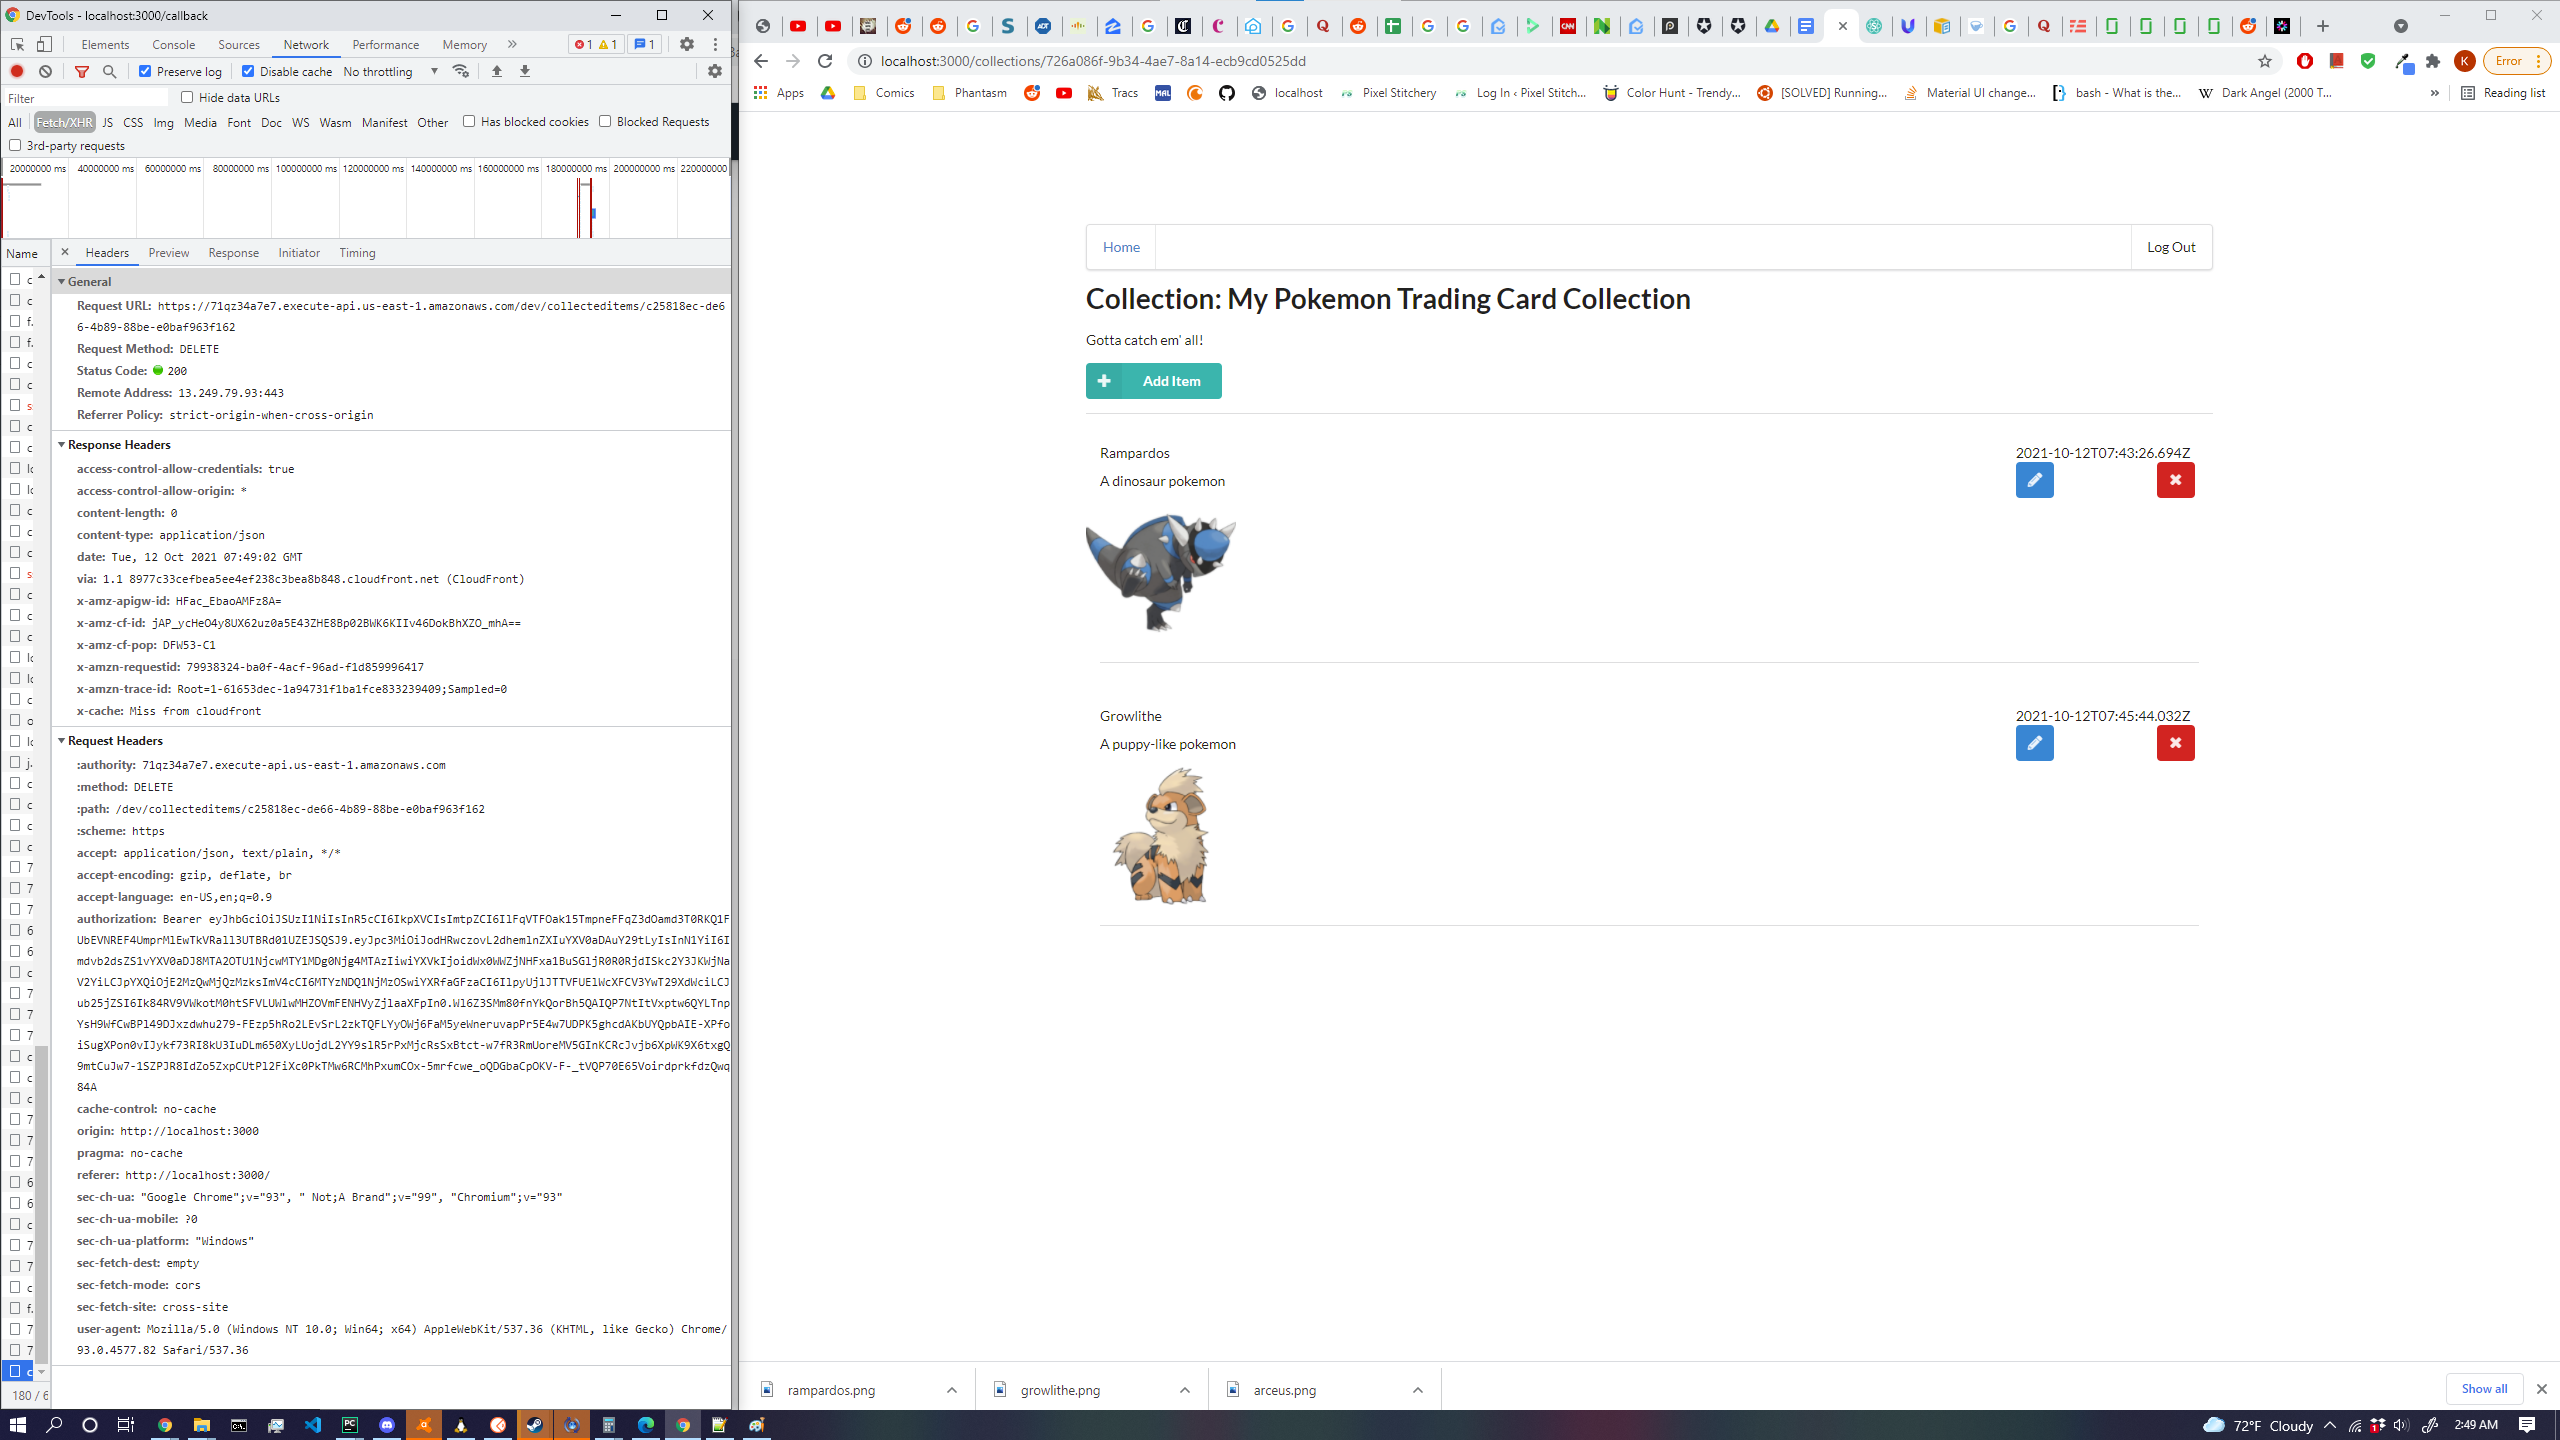 DevTools - localhost:3000/callback
Elements Console Sources Network Performance Memory » 1 1 1
Preserve log Disable cache No throttling
Filter Hide data URLs
All Fetch/XHR JS CSS Img Media Font Doc WS Wasm Manifest Other Has blocked cookies Blocked Requests
3rd-party requests
20000000 ms 40000000 ms 60000000 ms 80000000 ms 100000000 ms 120000000 ms 140000000 ms 160000000 ms 180000000 ms 200000000 ms 220000000
Name × Headers Preview Response Initiator Timing
General
Request URL: https://71qz34a7e7.execute-api.us-east-1.amazonaws.com/dev/collecteditems/c25818ec-de6
6-4b89-88be-e0baf963f162
Request Method: DELETE
Status Code: 200
Remote Address: 13.249.79.93:443
Referrer Policy: strict-origin-when-cross-origin
Response Headers
access-control-allow-credentials: true
access-control-allow-origin: *
content-length: 0
content-type: application/json
date: Tue, 12 Oct 2021 07:49:02 GMT
via: 1.1 8977c33cefbea5ee4ef238c3bea8b848.cloudfront.net (CloudFront)
x-amz-apigw-id: HFac_EbaoAMFz8A=
x-amz-cf-id: jAP_ycHeO4y8UX62uz0a5E43ZHE8Bp02BWK6KIIv46DokBhXZO_mhA==
x-amz-cf-pop: DFW53-C1
x-amzn-requestid: 79938324-ba0f-4acf-96ad-f1d859996417
x-amzn-trace-id: Root=1-61653dec-1a94731f1ba1fce833239409;Sampled=0
x-cache: Miss from cloudfront
Request Headers
:authority: 71qz34a7e7.execute-api.us-east-1.amazonaws.com
:method: DELETE
:path: /dev/collecteditems/c25818ec-de66-4b89-88be-e0baf963f162
:scheme: https
accept: application/json, text/plain, */*
accept-encoding: gzip, deflate, br
accept-language: en-US,en;q=0.9
authorization: Bearer
cache-control: no-cache
origin: http://localhost:3000
pragma: no-cache
referer: http://localhost:3000/
sec-ch-ua: "Google Chrome";v="93", " Not;A Brand";v="99", "Chromium";v="93"
sec-ch-ua-mobile: ?0
sec-ch-ua-platform: "Windows"
sec-fetch-dest: empty
sec-fetch-mode: cors
sec-fetch-site: cross-site
user-agent: Mozilla/5.0 (Windows NT 10.0; Win64; x64) AppleWebKit/537.36 (KHTML, like Gecko) Chrome/
93.0.4577.82 Safari/537.36
180 / 6
localhost:3000/collections/726a086f-9b34-4ae7-8a14-ecb9cd0525dd
K Error
Apps Comics Phantasm Tracs MAL localhost Pixel Stitchery Log In ‹ Pixel Stitch... Color Hunt - Trendy... [SOLVED] Running... Material UI change... bash - What is the... Dark Angel (2000 T... » Reading list
Home Log Out
Collection: My Pokemon Trading Card Collection
Gotta catch em' all!
Add Item
Rampardos 2021-10-12T07:43:26.694Z
A dinosaur pokemon
Growlithe 2021-10-12T07:45:44.032Z
A puppy-like pokemon
rampardos.png growlithe.png arceus.png Show all
72°F Cloudy 2:49 AM